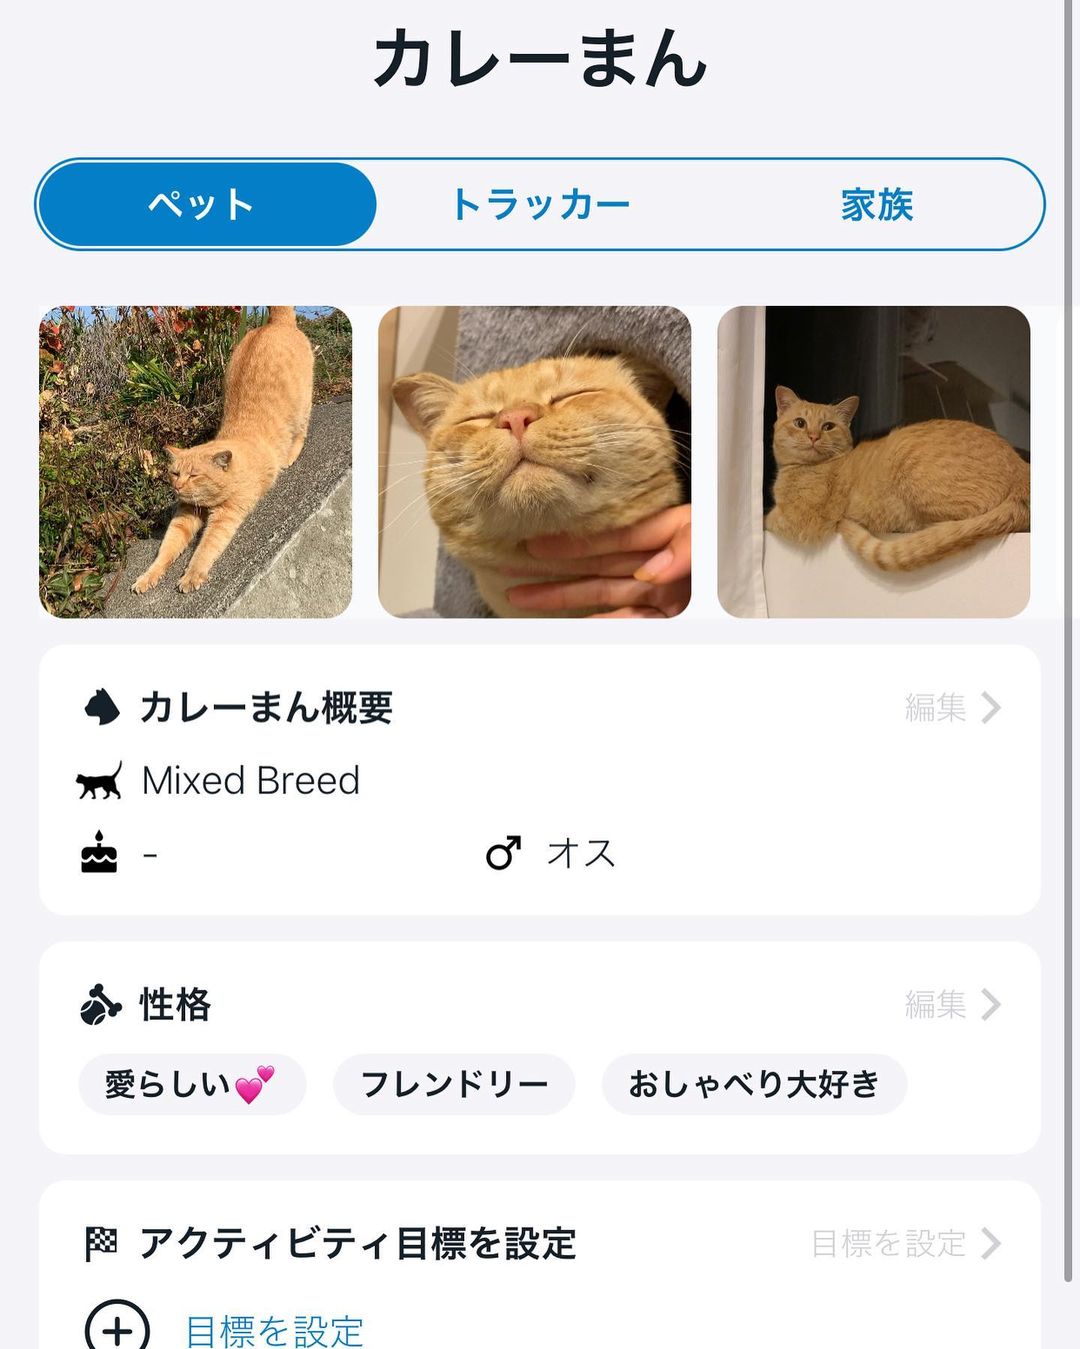 カレーまん
ペット トラッカー 家族
カレーまん概要 編集
Mixed Breed
- オス
性格 編集
愛らしい💕 フレンドリー おしゃべり大好き
アクティビティ目標を設定 目標を設定
目標を設定